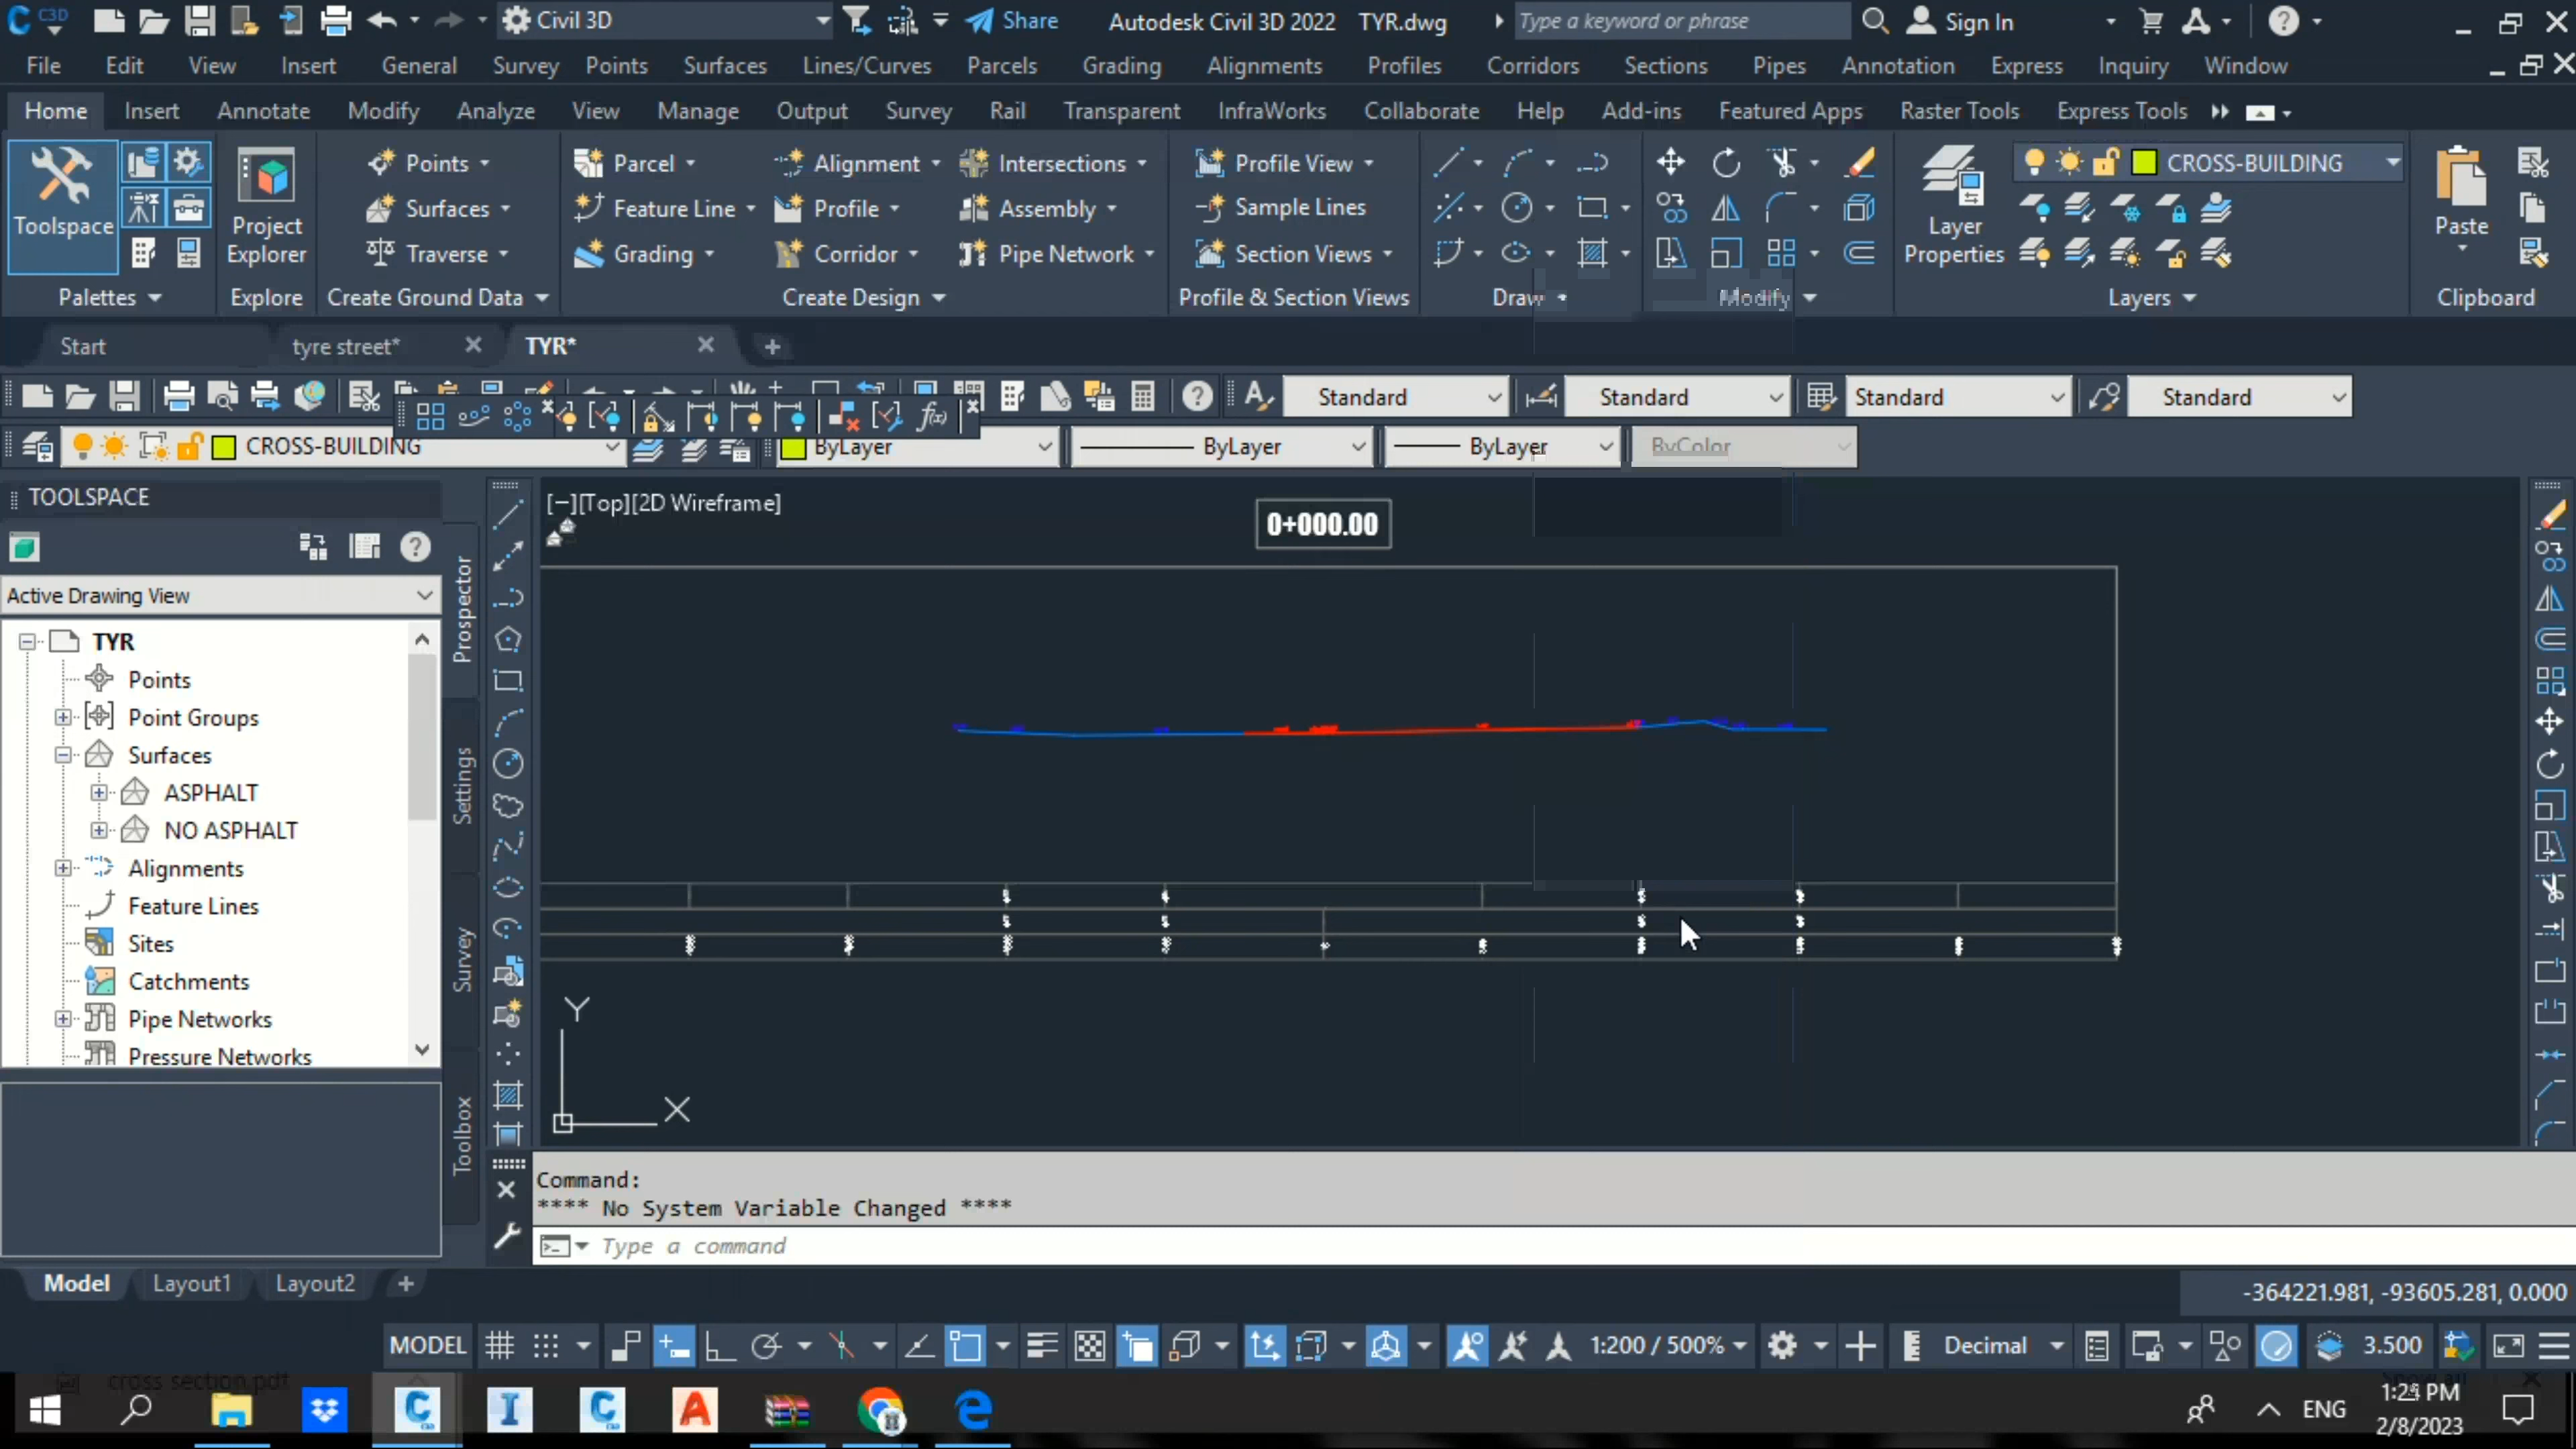 C3D Civil 3D Share Autodesk Civil 3D 2022 TYR.dwg Type a keyword or phrase Sign In
File Edit View Insert General Survey Points Surfaces Lines/Curves Parcels Grading Alignments Profiles Corridors Sections Pipes Annotation Express Inquiry Window
Home Insert Annotate Modify Analyze View Manage Output Survey Rail Transparent InfraWorks Collaborate Help Add-ins Featured Apps Raster Tools Express Tools
Points Parcel Alignment Intersections Profile View CROSS-BUILDING
Toolspace Project Explorer Surfaces Feature Line Profile Assembly Sample Lines Layer Properties Paste
Traverse Grading Corridor Pipe Network Section Views
Palettes Explore Create Ground Data Create Design Profile & Section Views Draw Modify Layers Clipboard
Start tyre street* TYR*
Standard Standard Standard Standard
f(x)
CROSS-BUILDING ByLayer ByLayer ByLayer ByColor
TOOLSPACE
[−][Top][2D Wireframe]
0+000.00
Active Drawing View
Prospector
Settings
Survey
Toolbox
TYR
Points
Point Groups
Surfaces
ASPHALT
NO ASPHALT
Alignments
Feature Lines
Sites
Catchments
Pipe Networks
Pressure Networks
Y
X
Command:
**** No System Variable Changed ****
Type a command
Model Layout1 Layout2
-364221.981, -93605.281, 0.000
MODEL 1:200 / 500% Decimal 3.500
cross section.pdf
ENG
PM
2/8/2023